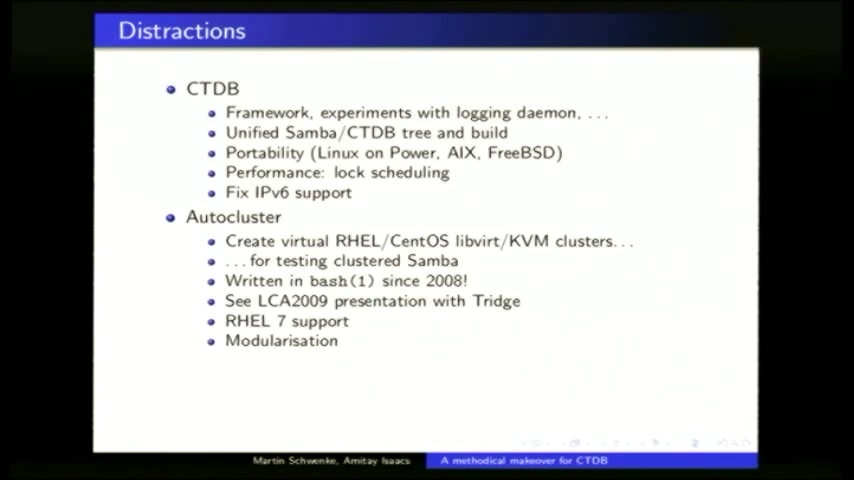 Distractions
CTDB
Framework, experiments with logging daemon, ...
Unified Samba/CTDB tree and build
Portability (Linux on Power, AIX, FreeBSD)
Performance: lock scheduling
Fix IPv6 support
Autocluster
Create virtual RHEL/CentOS libvirt/KVM clusters...
...for testing clustered Samba
Written in bash(1) since 2008!
See LCA2009 presentation with Tridge
RHEL 7 support
Modularisation
Martin Schwenke, Amitay Isaacs
A methodical makeover for CTDB